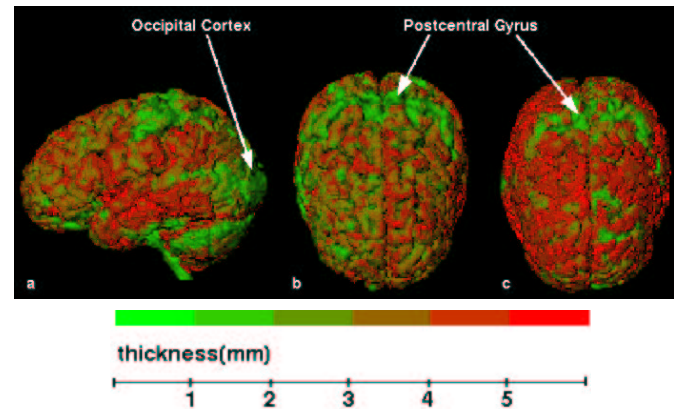 Occipital Cortex
Postcentral Gyrus
a
b
c
thickness(mm)
1 2 3 4 5